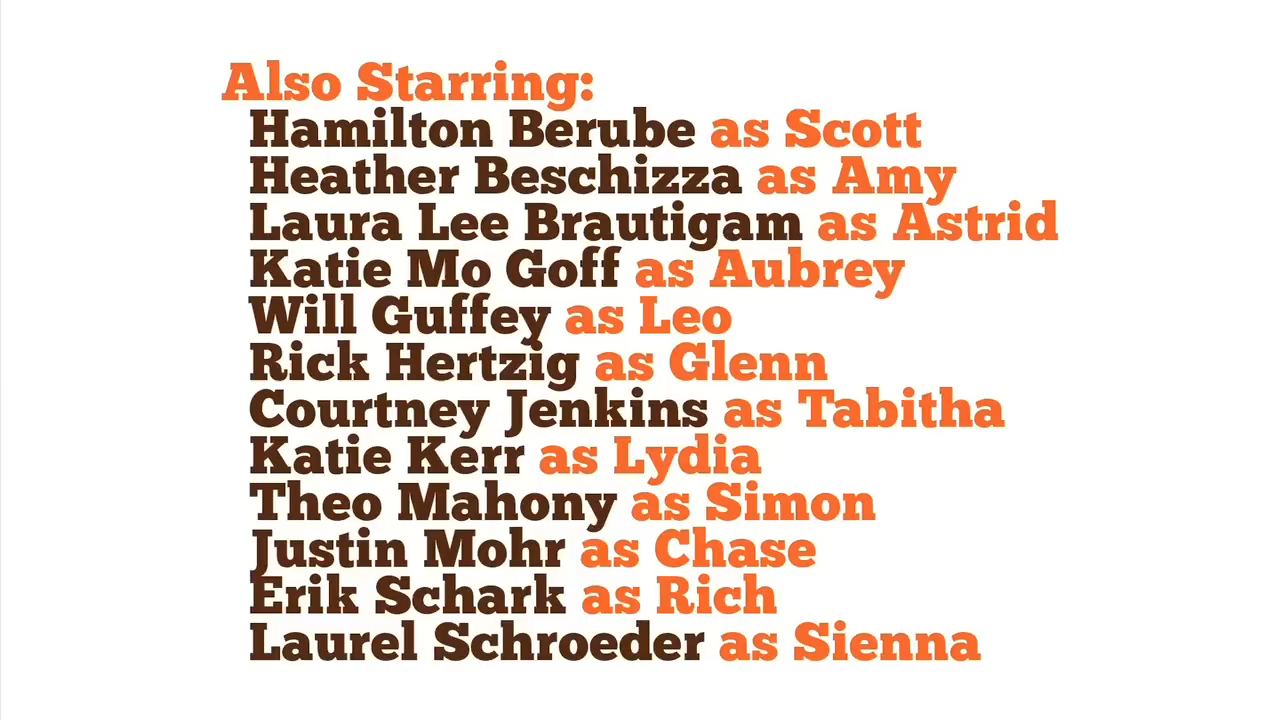 Also Starring:
Hamilton Berube as Scott
Heather Beschizza as Amy
Laura Lee Brautigam as Astrid
Katie Mo Goff as Aubrey
Will Guffey as Leo
Rick Hertzig as Glenn
Courtney Jenkins as Tabitha
Katie Kerr as Lydia
Theo Mahony as Simon
Justin Mohr as Chase
Erik Schark as Rich
Laurel Schroeder as Sienna